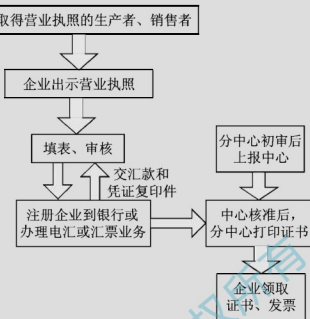 取得营业执照的生产者、销售者
企业出示营业执照
填表、审核
交汇款和
凭证复印件
注册企业到银行或
办理电汇或汇票业务
分中心初审后
上报中心
中心核准后，
分中心打印证书
企业领取
证书、发票
权所有